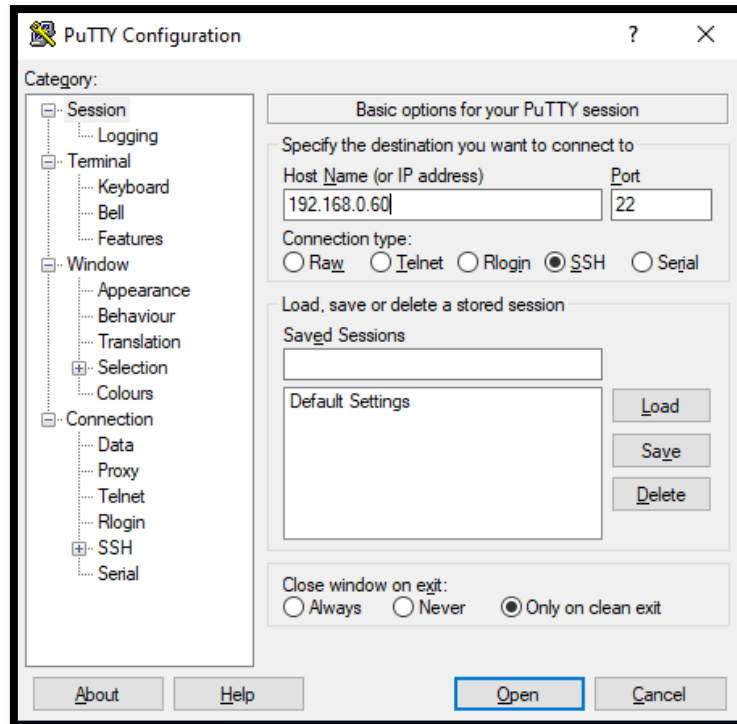 PuTTY Configuration
?
Category:
Session
Logging
Terminal
Keyboard
Bell
Features
Window
Appearance
Behaviour
Translation
Selection
Colours
Connection
Data
Proxy
Telnet
Rlogin
SSH
Serial
Basic options for your PuTTY session
Specify the destination you want to connect to
Host Name (or IP address) Port
192.168.0.60 22
Connection type:
Raw Telnet Rlogin SSH Serial
Load, save or delete a stored session
Saved Sessions
Default Settings
Load
Save
Delete
Close window on exit:
Always Never Only on clean exit
About Help Open Cancel